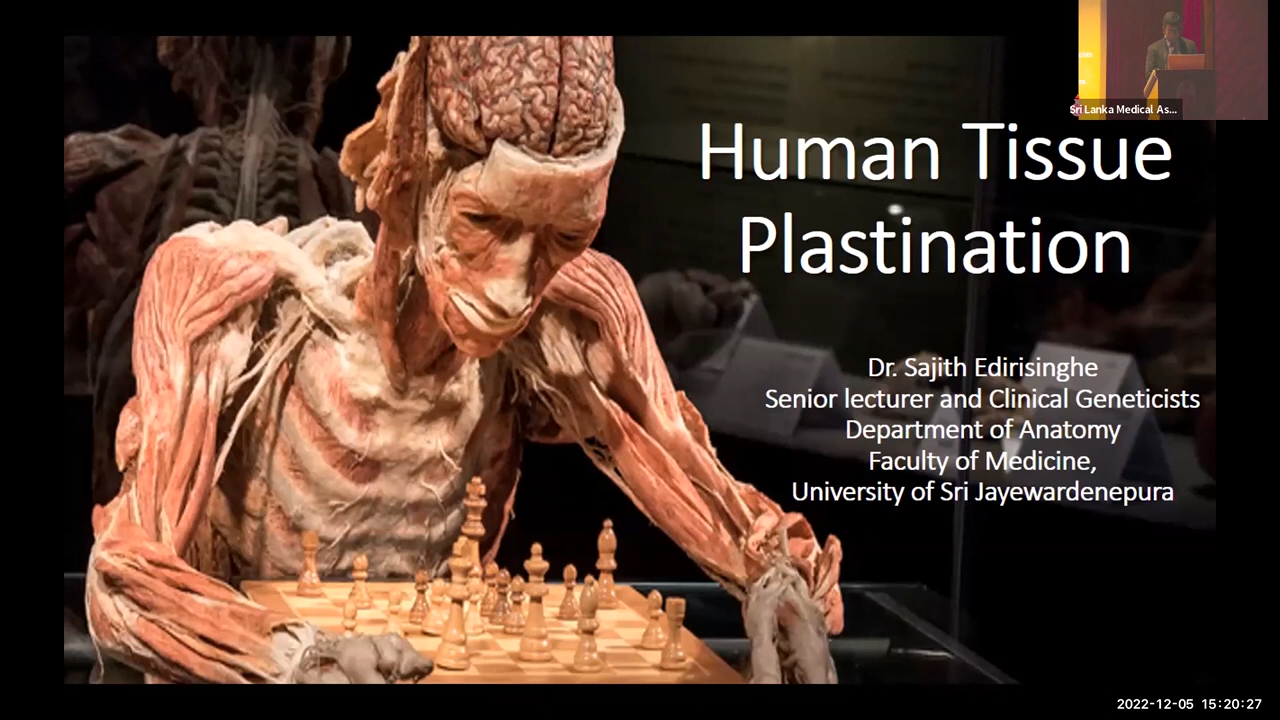 Sri Lanka Medical As...
Human Tissue
Plastination
Dr. Sajith Edirisinghe
Senior lecturer and Clinical Geneticists
Department of Anatomy
Faculty of Medicine,
University of Sri Jayewardenepura
2022-12-05 15:20:27